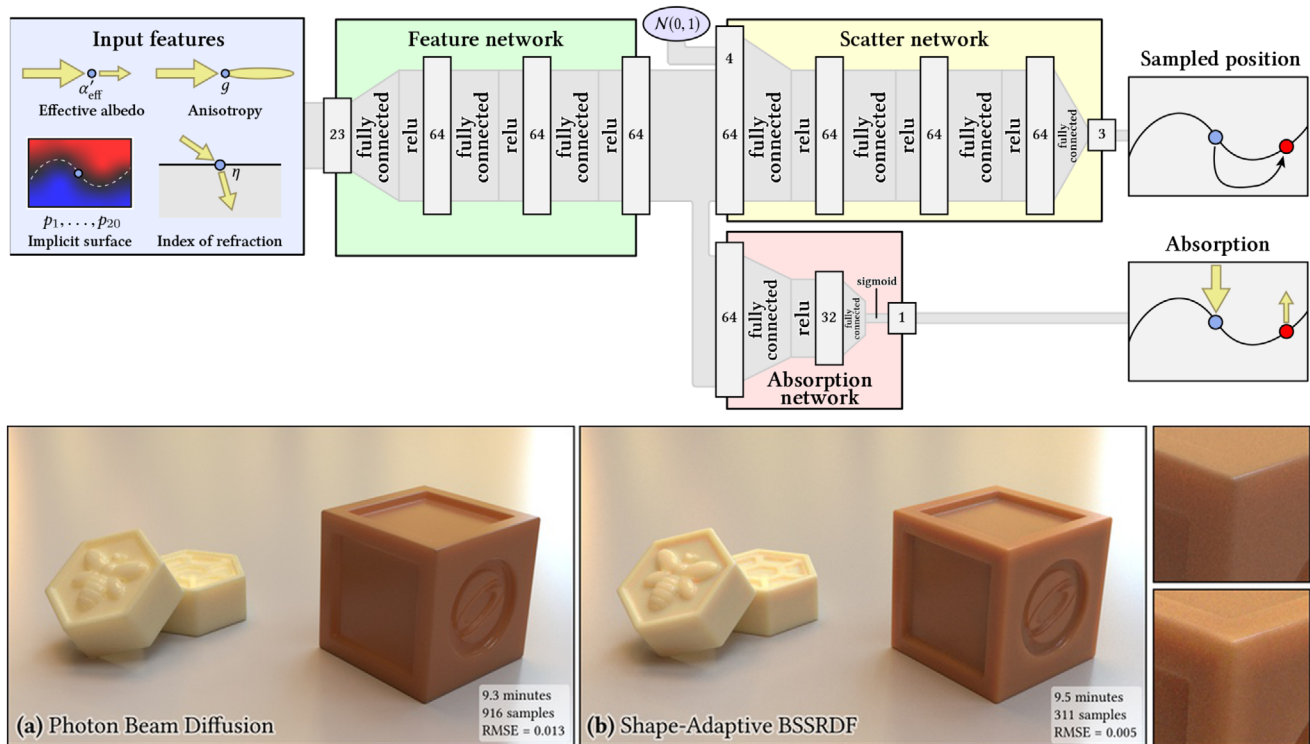 Input features
α′eff
Effective albedo
g
Anisotropy
p1, . . . , p20
Implicit surface
η
Index of refraction
Feature network
23
fully connected
relu
64
fully connected
relu
64
fully connected
relu
64
N(0, 1)
Scatter network
4
64
fully connected
relu
64
fully connected
relu
64
fully connected
relu
64
fully connected
3
Sampled position
64
fully connected
relu
32
fully connected
sigmoid
1
Absorption
network
Absorption
(a) Photon Beam Diffusion
9.3 minutes
916 samples
RMSE = 0.013
(b) Shape-Adaptive BSSRDF
9.5 minutes
311 samples
RMSE = 0.005